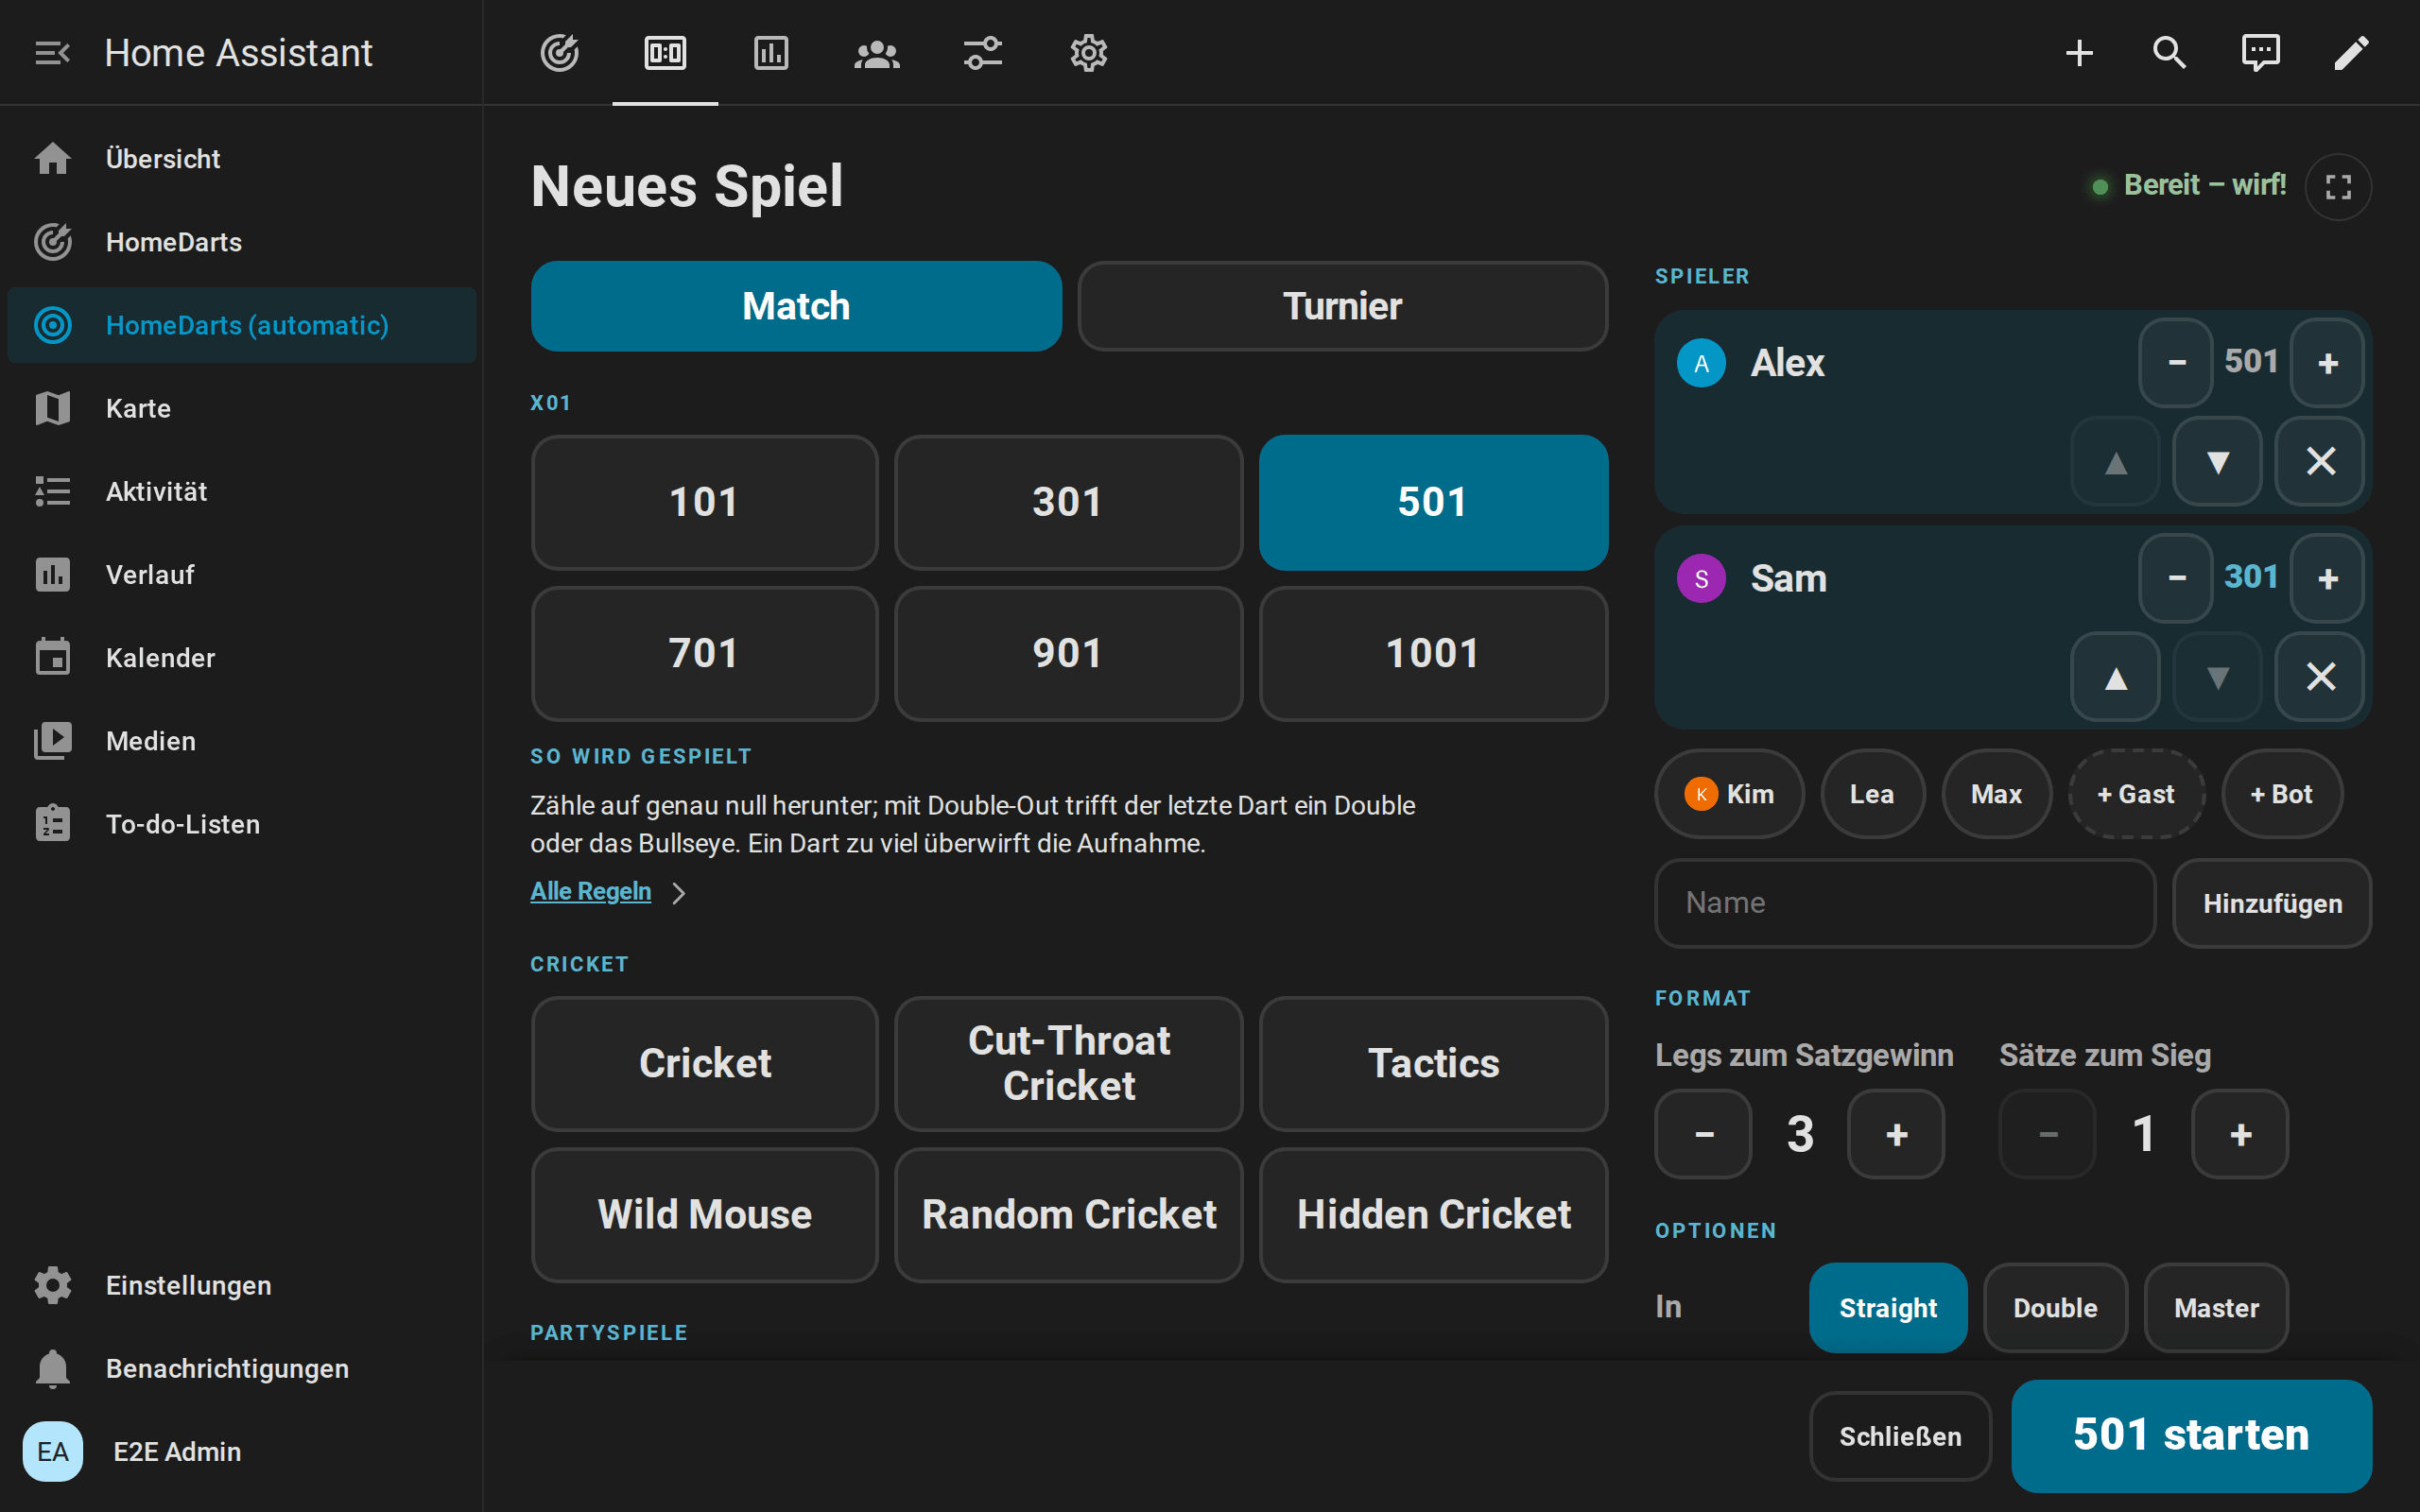 Home Assistant
Übersicht
HomeDarts
HomeDarts (automatic)
Karte
Aktivität
Verlauf
Kalender
Medien
To-do-Listen
Einstellungen
Benachrichtigungen
EA E2E Admin
Neues Spiel
Bereit – wirf!
Match Turnier
X01
101 301 501
701 901 1001
SO WIRD GESPIELT
Zähle auf genau null herunter; mit Double-Out trifft der letzte Dart ein Double
oder das Bullseye. Ein Dart zu viel überwirft die Aufnahme.
Alle Regeln
CRICKET
Cricket
Cut-Throat
Cricket
Tactics
Wild Mouse Random Cricket Hidden Cricket
PARTYSPIELE
SPIELER
A Alex − 501 +
▲ ▼ ✕
S Sam − 301 +
▲ ▼ ✕
K Kim Lea Max + Gast + Bot
Name Hinzufügen
FORMAT
Legs zum Satzgewinn Sätze zum Sieg
− 3 + − 1 +
OPTIONEN
In Straight Double Master
Schließen 501 starten